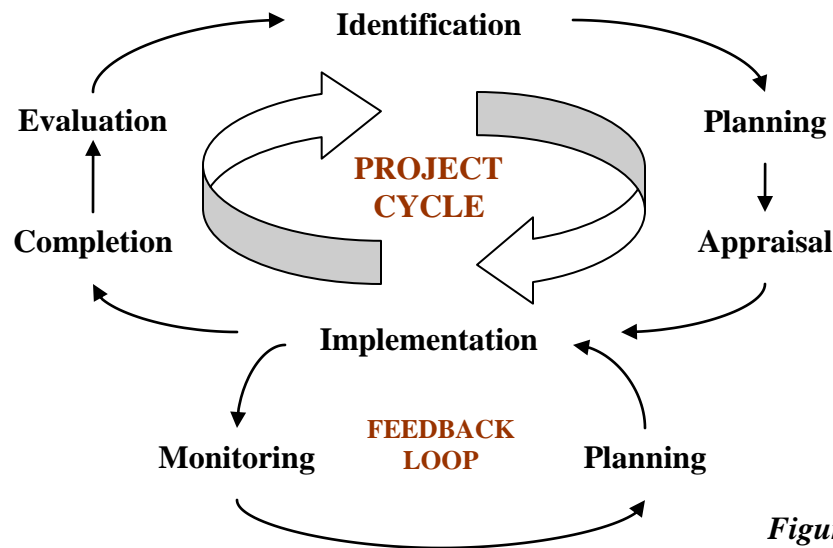 Identification
Evaluation
Planning
PROJECT
CYCLE
Completion
Appraisal
Implementation
FEEDBACK
LOOP
Monitoring
Planning